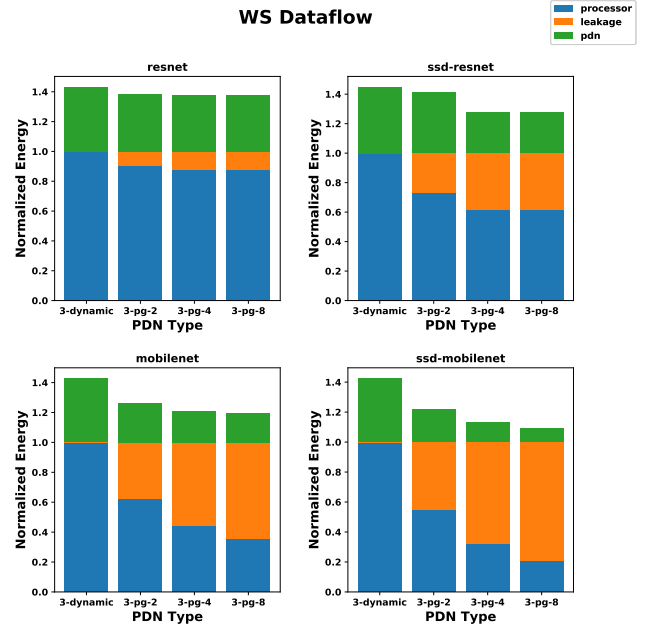 WS Dataflow
processor
leakage
pdn
resnet
Normalized Energy
1.4
1.2
1.0
0.8
0.6
0.4
0.2
0.0
3-dynamic 3-pg-2 3-pg-4 3-pg-8
PDN Type
ssd-resnet
Normalized Energy
1.4
1.2
1.0
0.8
0.6
0.4
0.2
0.0
3-dynamic 3-pg-2 3-pg-4 3-pg-8
PDN Type
mobilenet
Normalized Energy
1.4
1.2
1.0
0.8
0.6
0.4
0.2
0.0
3-dynamic 3-pg-2 3-pg-4 3-pg-8
PDN Type
ssd-mobilenet
Normalized Energy
1.4
1.2
1.0
0.8
0.6
0.4
0.2
0.0
3-dynamic 3-pg-2 3-pg-4 3-pg-8
PDN Type